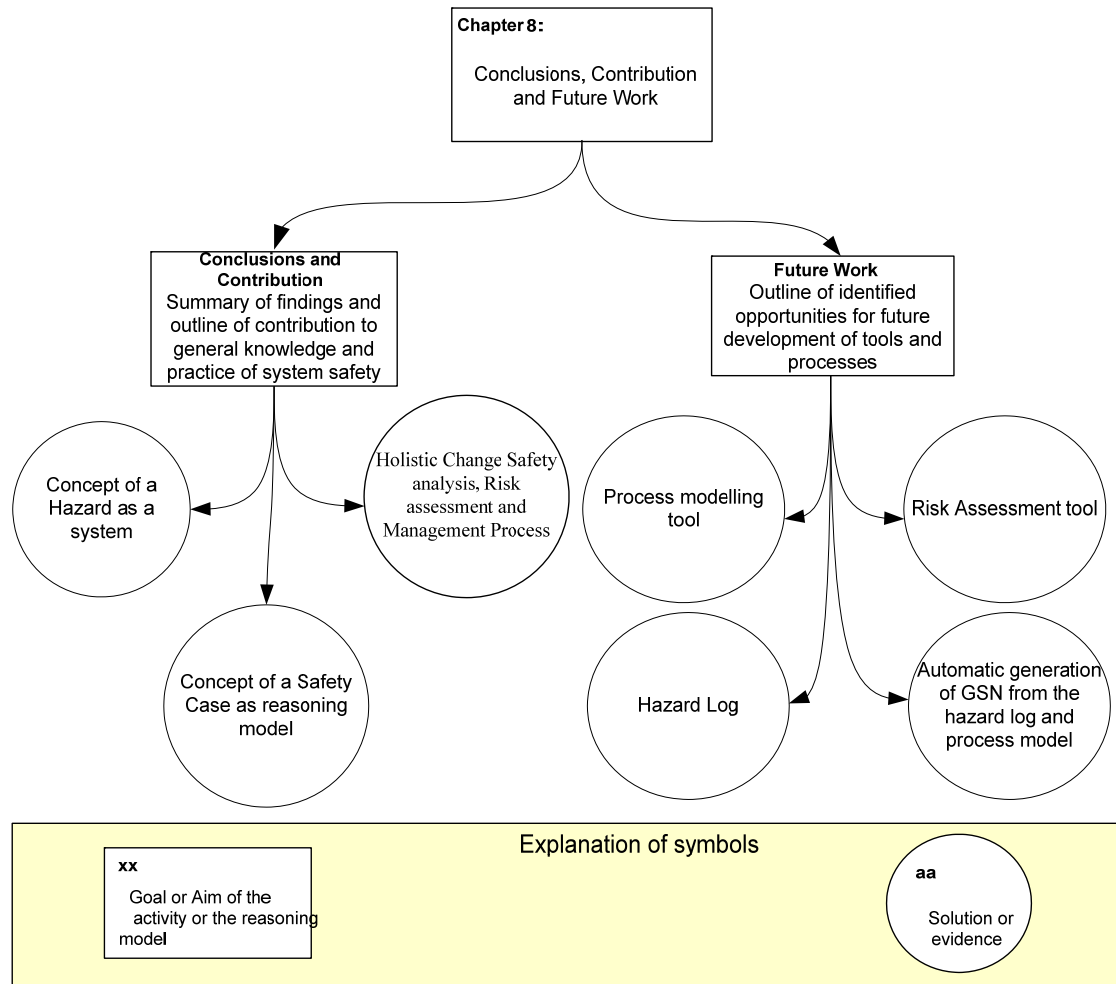 Chapter 8:
Conclusions, Contribution
and Future Work
Conclusions and
Contribution
Summary of findings and
outline of contribution to
general knowledge and
practice of system safety
Future Work
Outline of identified
opportunities for future
development of tools and
processes
Concept of a
Hazard as a
system
Holistic Change Safety
analysis, Risk
assessment and
Management Process
Process modelling
tool
Risk Assessment tool
Concept of a Safety
Case as reasoning
model
Hazard Log
Automatic generation
of GSN from the
hazard log and
process model
Explanation of symbols
xx
Goal or Aim of the
activity or the reasoning
model
aa
Solution or
evidence